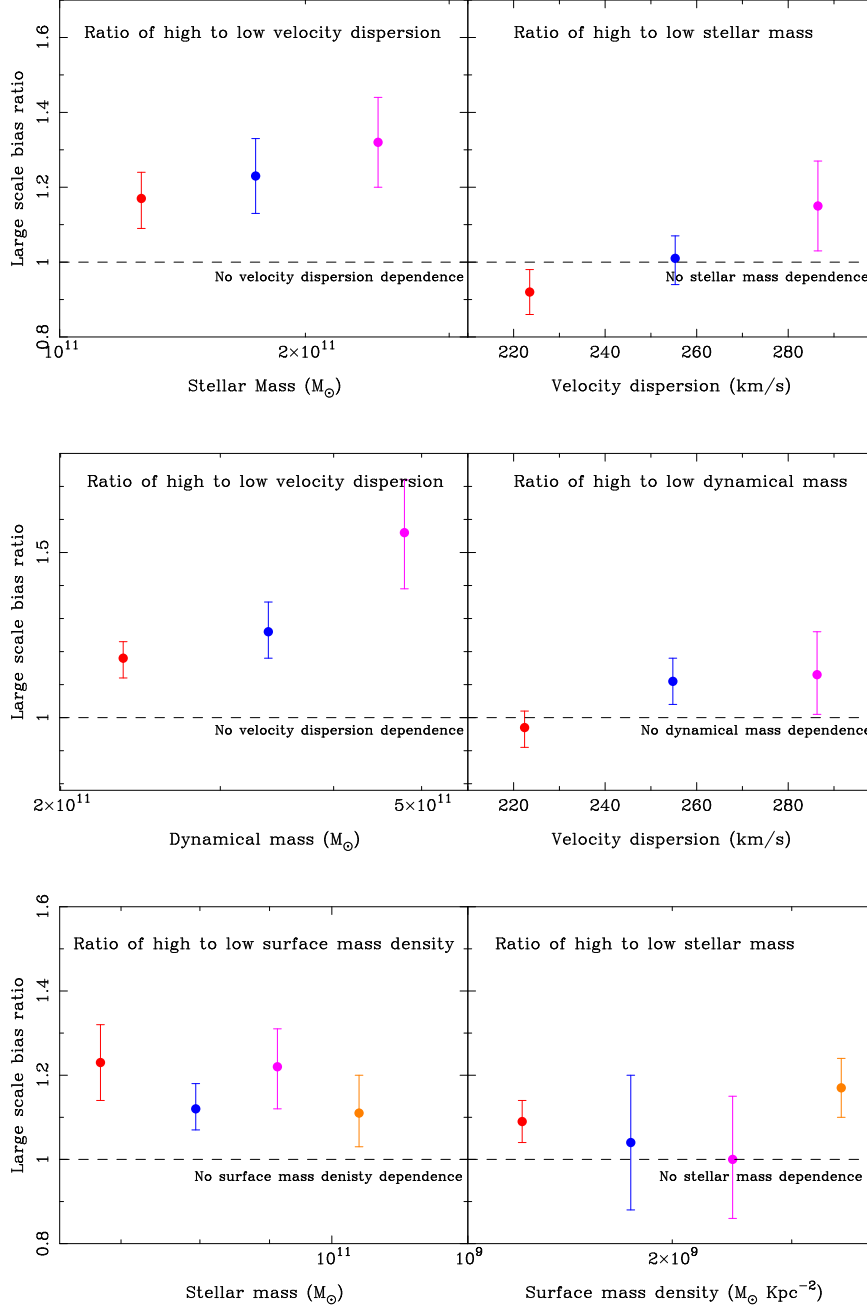 Ratio of high to low velocity dispersion
Ratio of high to low stellar mass
Large scale bias ratio
1.6
1.4
1.2
1
0.8
No velocity dispersion dependence
No stellar mass dependence
10^11
2×10^11
220
240
260
280
Stellar Mass (M⊙)
Velocity dispersion (km/s)
Ratio of high to low velocity dispersion
Ratio of high to low dynamical mass
Large scale bias ratio
1.5
1
No velocity dispersion dependence
No dynamical mass dependence
2×10^11
5×10^11
220
240
260
280
Dynamical mass (M⊙)
Velocity dispersion (km/s)
Ratio of high to low surface mass density
Ratio of high to low stellar mass
Large scale bias ratio
1.6
1.4
1.2
1
0.8
No surface mass denisty dependence
No stellar mass dependence
10^11
10^9
2×10^9
Stellar mass (M⊙)
Surface mass density (M⊙ Kpc^−2)